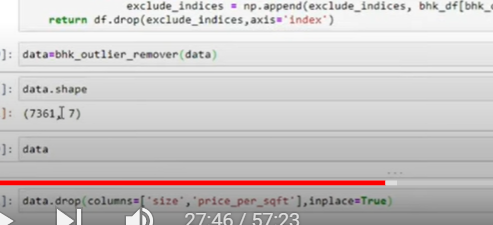 exclude_indices = np.append(exclude_indices, bhk_df[bhk_
return df.drop(exclude_indices,axis='index')
]: data=bhk_outlier_remover(data)
]: data.shape
]: (7361, 7)
]: data
...
]: data.drop(columns=['size','price_per_sqft'],inplace=True)
27:46 / 57:23